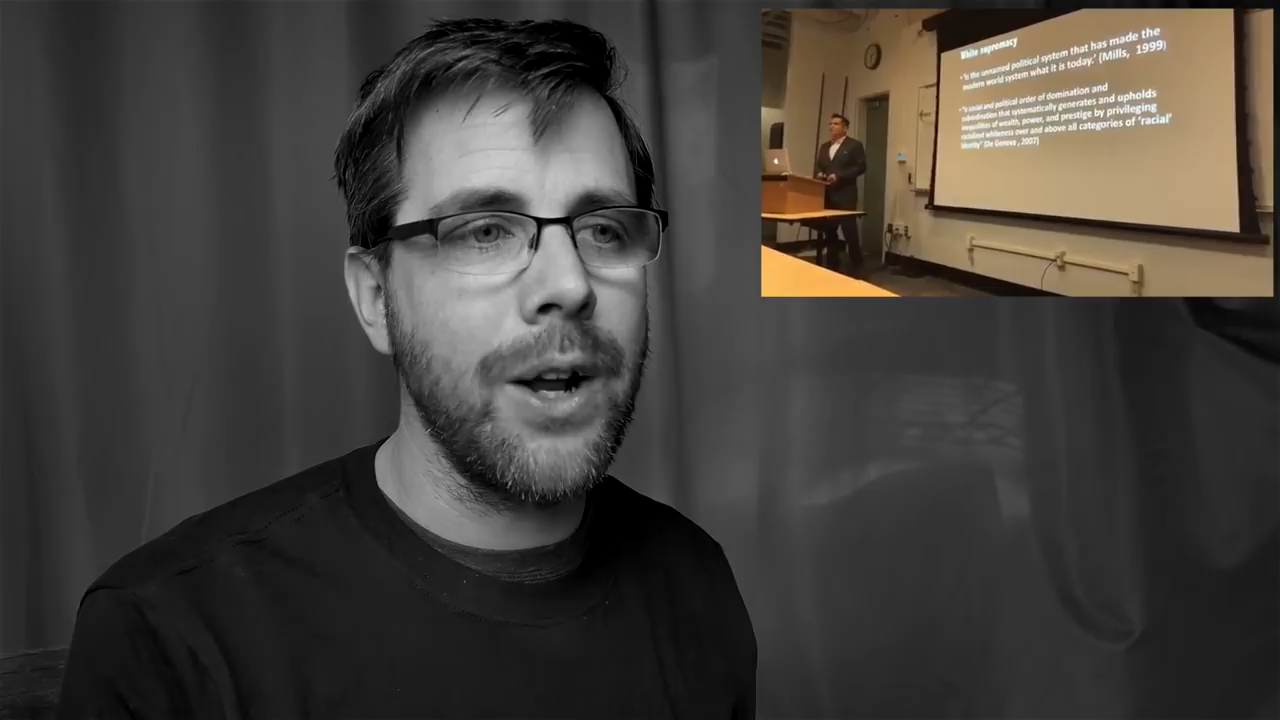 White supremacy
• 'Is the unnamed political system that has made the
modern world system what it is today.' (Mills, 1999)
• 'A social and political order of domination and
subordination that systematically generates and upholds
inequalities of wealth, power, and prestige by privileging
racialized whiteness over and above all categories of 'racial'
identity" (De Genova, 2007)